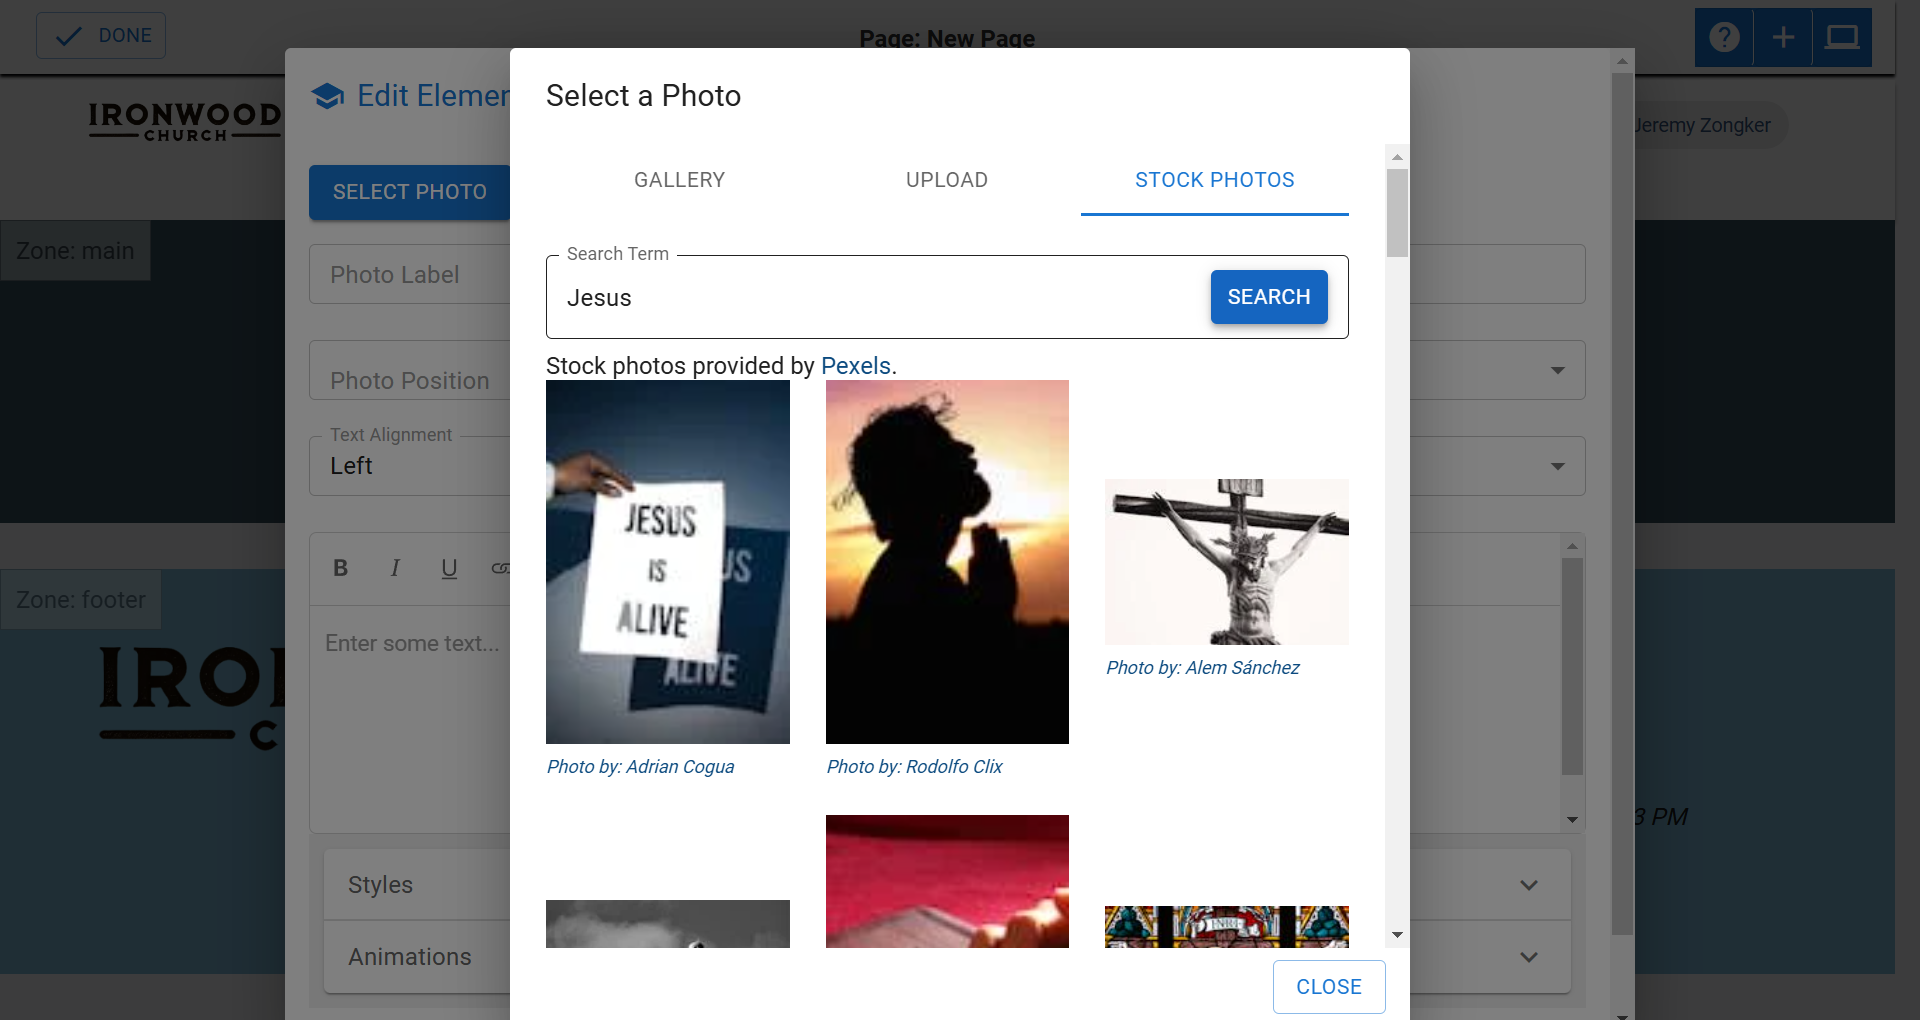 DONE
Page: New Page
IRONWOOD
CHURCH
Jeremy Zongker
Edit Elemen
SELECT PHOTO
Zone: main
Photo Label
Photo Position
Text Alignment
Left
B I U
Zone: footer
Enter some text...
IRO
C
3 PM
Styles
Animations
Select a Photo
GALLERY
UPLOAD
STOCK PHOTOS
Search Term
Jesus
SEARCH
Stock photos provided by Pexels.
JESUS
IS
ALIVE
US
ALIVE
Photo by: Adrian Cogua
Photo by: Rodolfo Clix
Photo by: Alem Sánchez
INRI
CLOSE